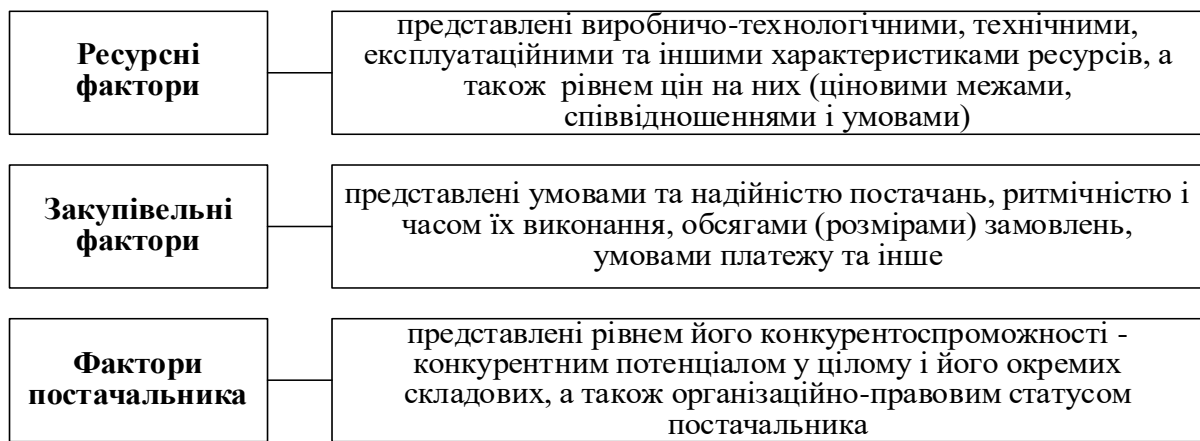 Ресурсні
фактори
представлені виробничо-технологічними, технічними,
експлуатаційними та іншими характеристиками ресурсів, а
також рівнем цін на них (ціновими межами,
співвідношеннями і умовами)
Закупівельні
фактори
представлені умовами та надійністю постачань, ритмічністю і
часом їх виконання, обсягами (розмірами) замовлень,
умовами платежу та інше
Фактори
постачальника
представлені рівнем його конкурентоспроможності -
конкурентним потенціалом у цілому і його окремих
складових, а також організаційно-правовим статусом
постачальника